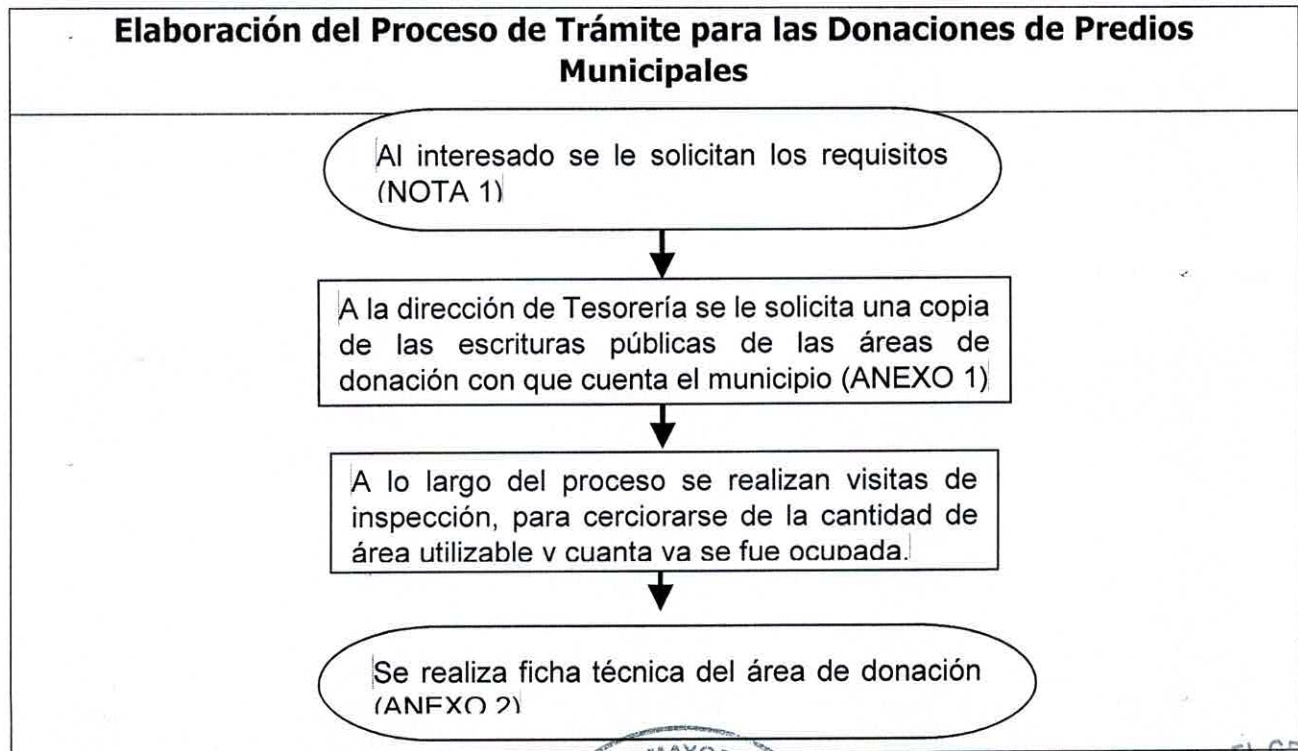 Elaboración del Proceso de Trámite para las Donaciones de Predios
Municipales
Al interesado se le solicitan los requisitos
(NOTA 1)
A la dirección de Tesorería se le solicita una copia
de las escrituras públicas de las áreas de
donación con que cuenta el municipio (ANEXO 1)
A lo largo del proceso se realizan visitas de
inspección, para cerciorarse de la cantidad de
área utilizable y cuanta ya se fue ocupada.
Se realiza ficha técnica del área de donación
(ANEXO 2)